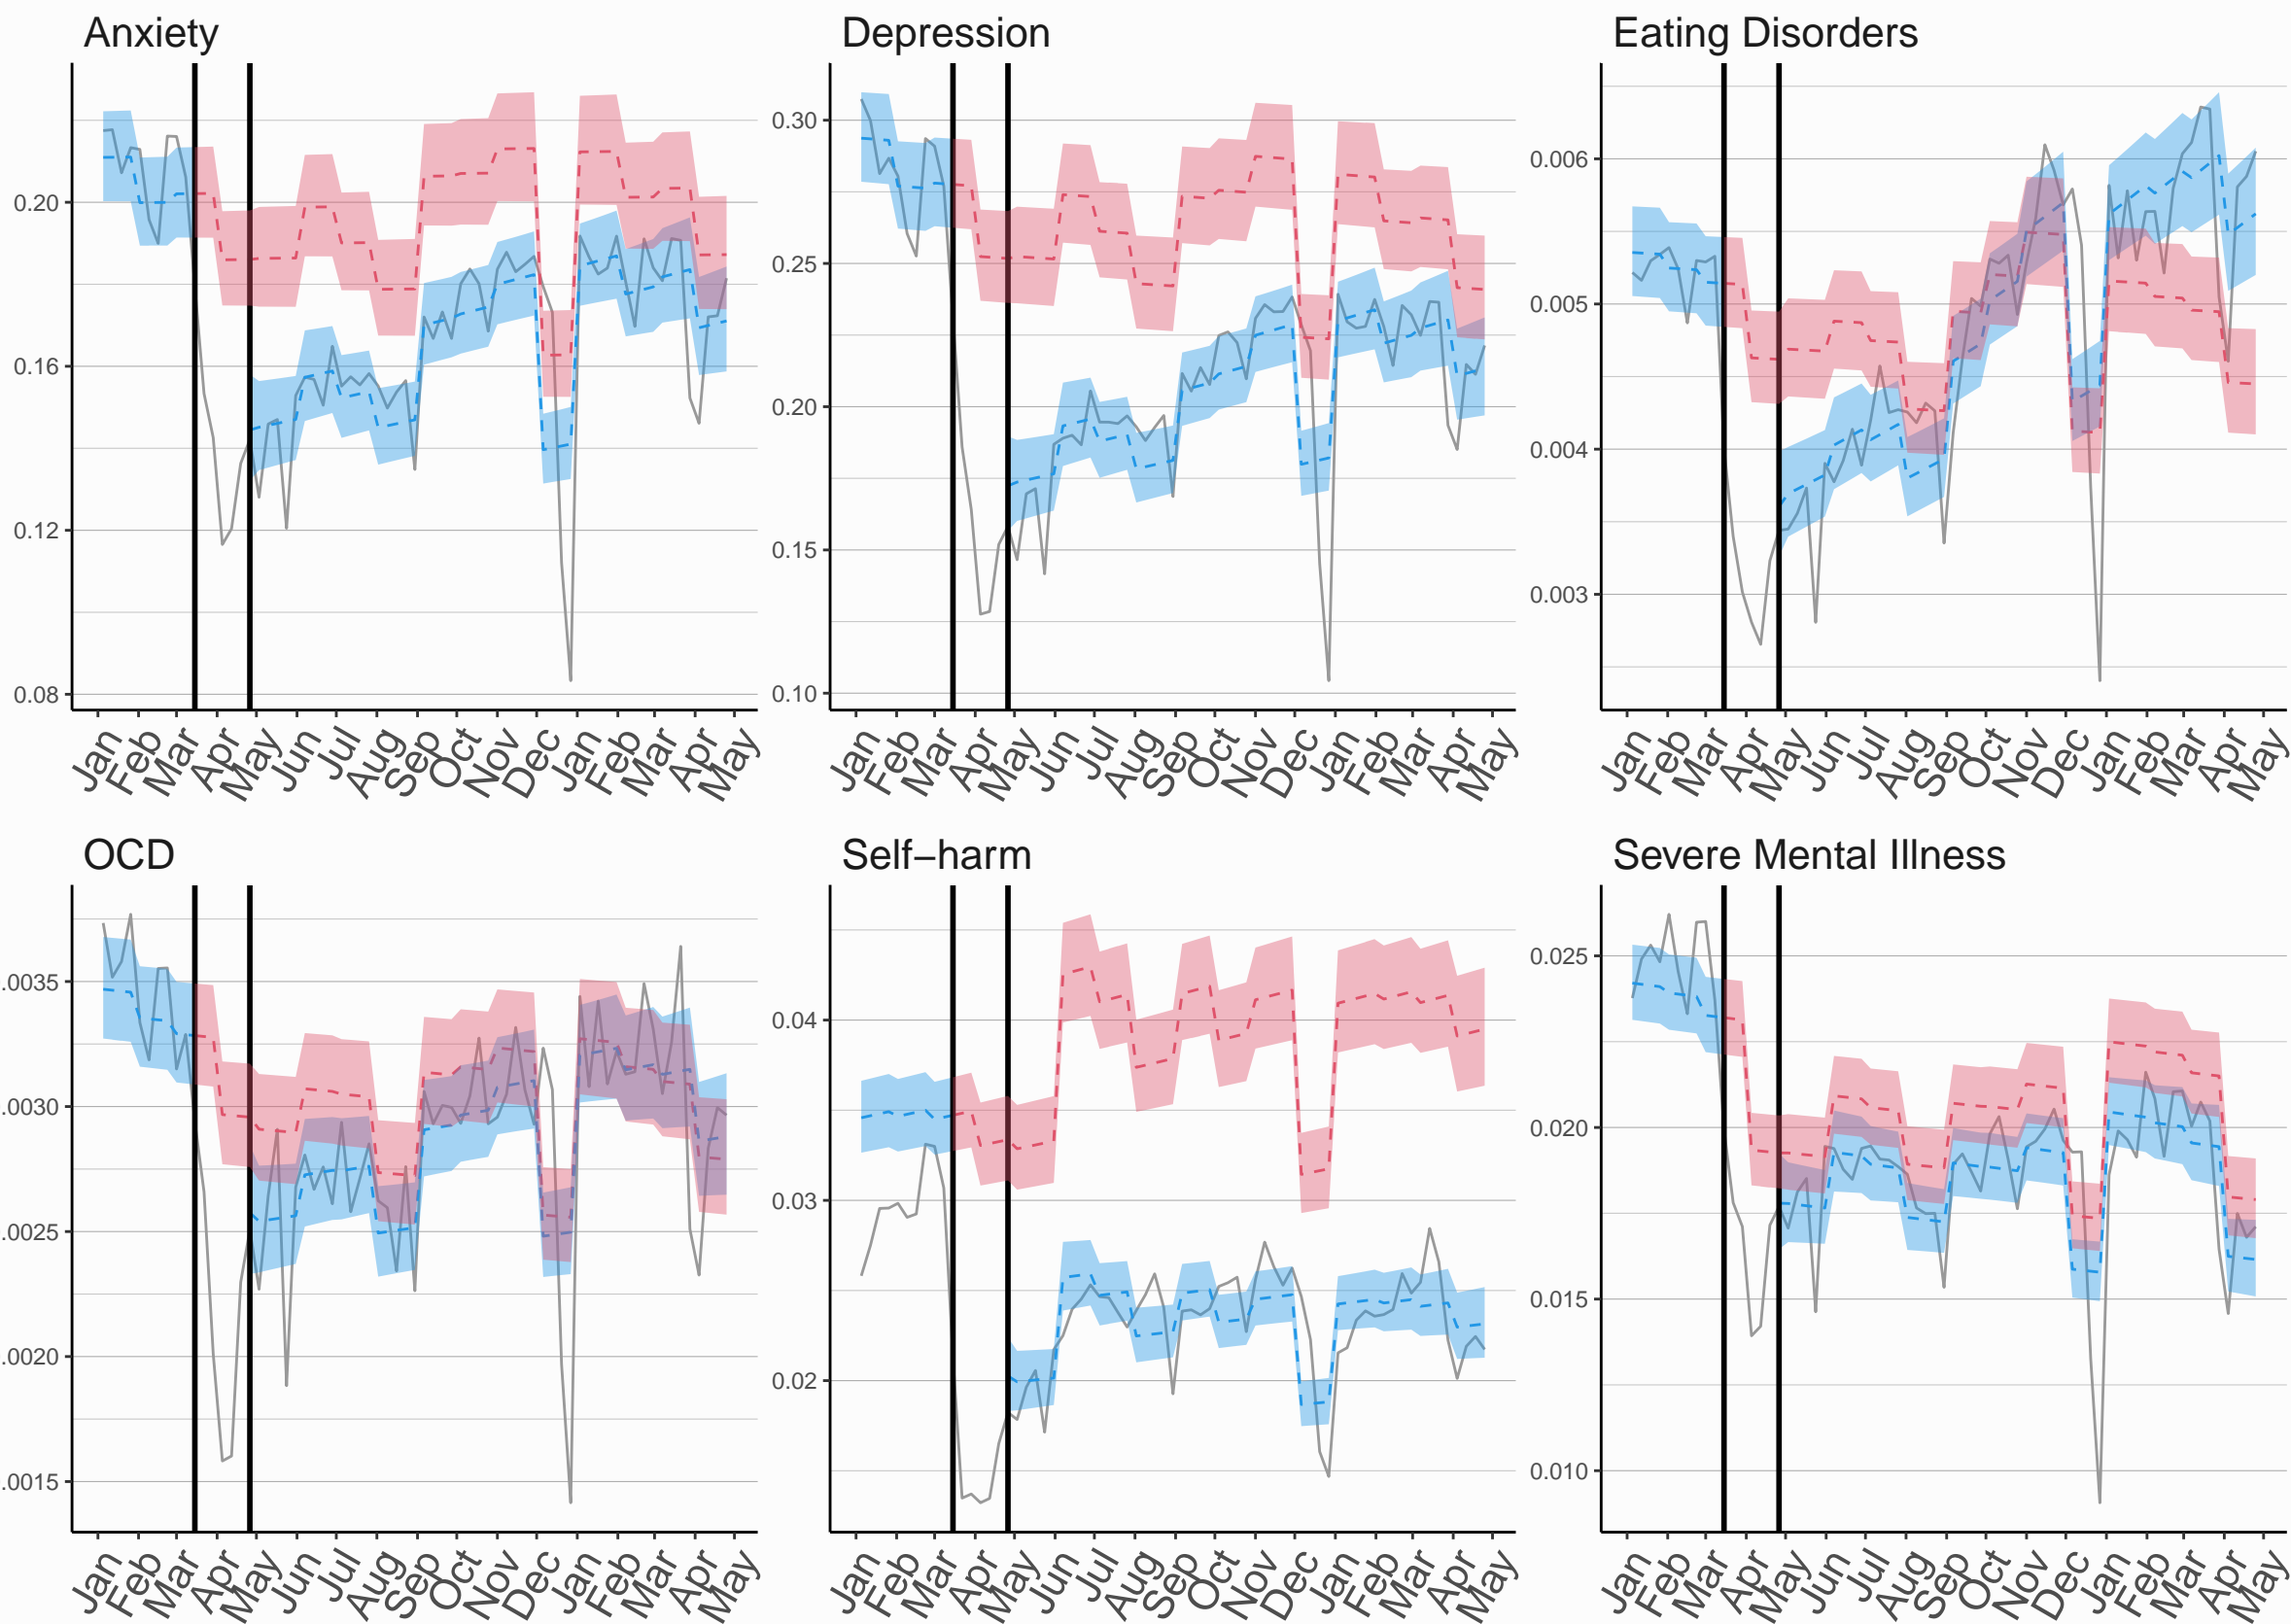 Anxiety
0.20
0.16
0.12
0.08
Jan Feb Mar Apr May Jun Jul Aug Sep Oct Nov Dec Jan Feb Mar Apr May
Depression
0.30
0.25
0.20
0.15
0.10
Jan Feb Mar Apr May Jun Jul Aug Sep Oct Nov Dec Jan Feb Mar Apr May
Eating Disorders
0.006
0.005
0.004
0.003
Jan Feb Mar Apr May Jun Jul Aug Sep Oct Nov Dec Jan Feb Mar Apr May
OCD
.0035
.0030
.0025
.0020
.0015
Jan Feb Mar Apr May Jun Jul Aug Sep Oct Nov Dec Jan Feb Mar Apr May
Self−harm
0.04
0.03
0.02
Jan Feb Mar Apr May Jun Jul Aug Sep Oct Nov Dec Jan Feb Mar Apr May
Severe Mental Illness
0.025
0.020
0.015
0.010
Jan Feb Mar Apr May Jun Jul Aug Sep Oct Nov Dec Jan Feb Mar Apr May